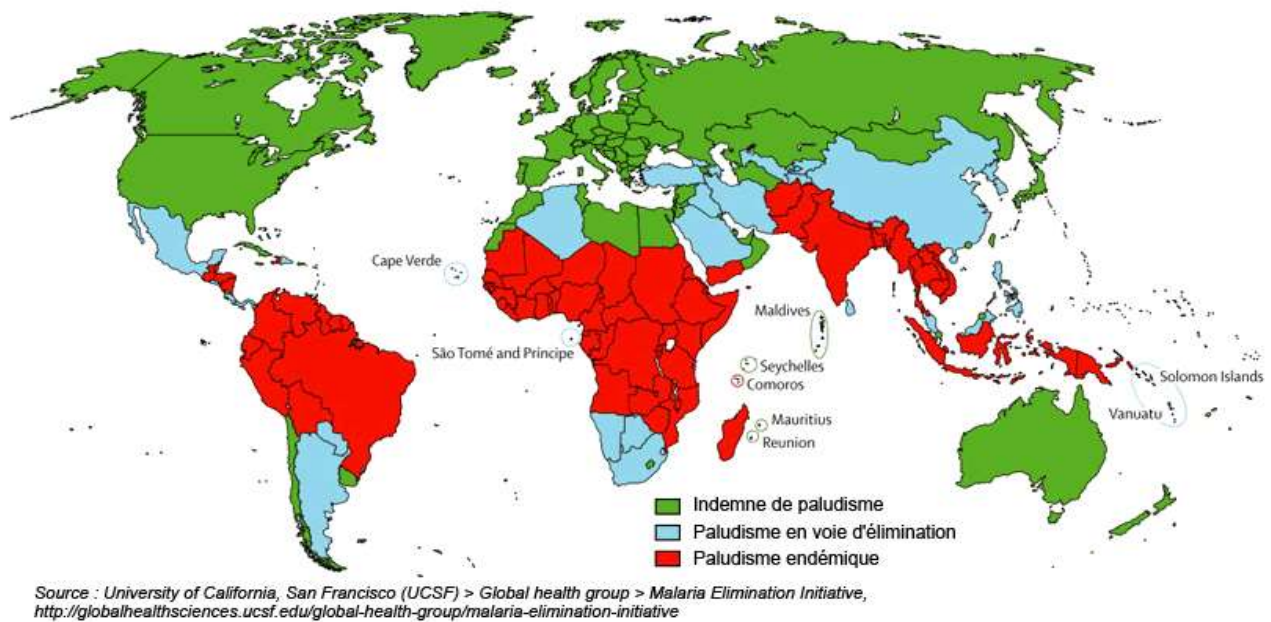 Cape Verde
São Tomé and Principe
Maldives
Seychelles
Comoros
Mauritius
Reunion
Solomon Islands
Vanuatu
Indemne de paludisme
Paludisme en voie d'élimination
Paludisme endémique
Source : University of California, San Francisco (UCSF) > Global health group > Malaria Elimination Initiative,
http://globalhealthsciences.ucsf.edu/global-health-group/malaria-elimination-initiative